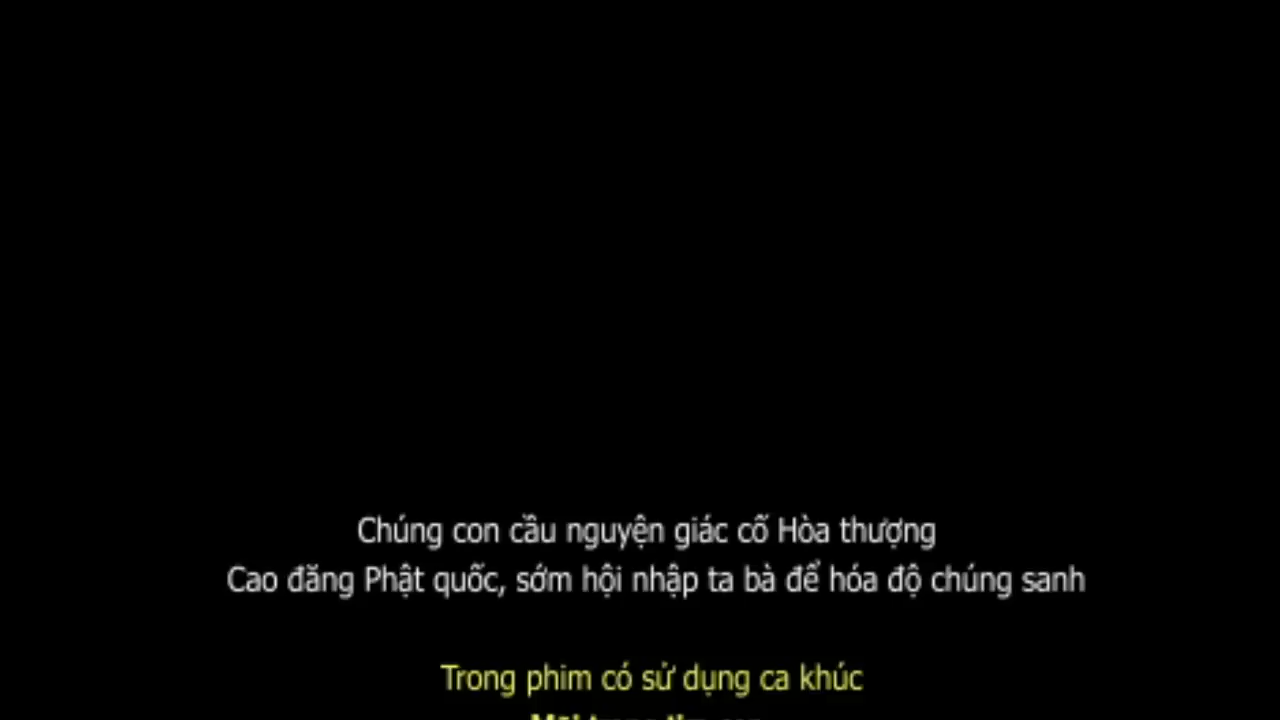 Chúng con cầu nguyện giác cố Hòa thượng
Cao đăng Phật quốc, sớm hội nhập ta bà để hóa độ chúng sanh
Trong phim có sử dụng ca khúc